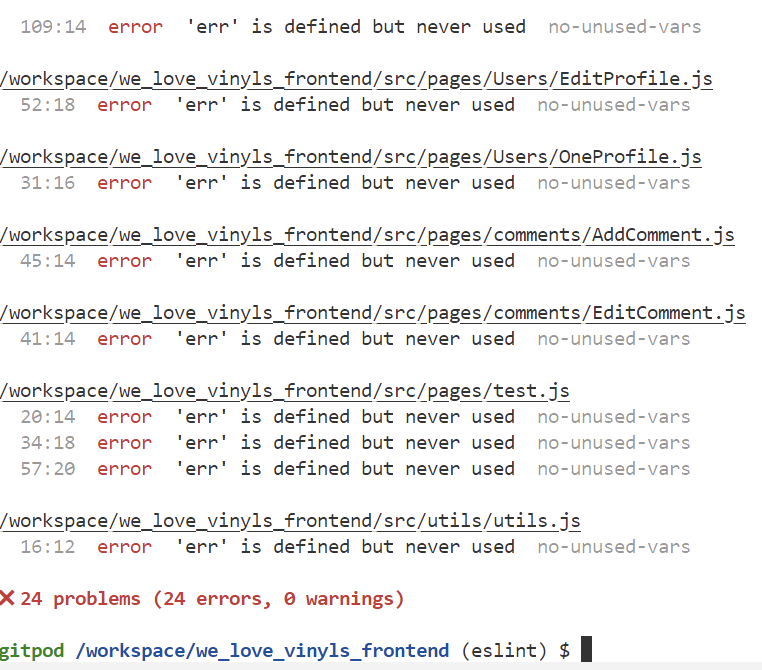 109:14  error  'err' is defined but never used  no-unused-vars
/workspace/we_love_vinyls_frontend/src/pages/Users/EditProfile.js
52:18  error  'err' is defined but never used  no-unused-vars
/workspace/we_love_vinyls_frontend/src/pages/Users/OneProfile.js
31:16  error  'err' is defined but never used  no-unused-vars
/workspace/we_love_vinyls_frontend/src/pages/comments/AddComment.js
45:14  error  'err' is defined but never used  no-unused-vars
/workspace/we_love_vinyls_frontend/src/pages/comments/EditComment.js
41:14  error  'err' is defined but never used  no-unused-vars
/workspace/we_love_vinyls_frontend/src/pages/test.js
20:14  error  'err' is defined but never used  no-unused-vars
34:18  error  'err' is defined but never used  no-unused-vars
57:20  error  'err' is defined but never used  no-unused-vars
/workspace/we_love_vinyls_frontend/src/utils/utils.js
16:12  error  'err' is defined but never used  no-unused-vars
✖ 24 problems (24 errors, 0 warnings)
gitpod /workspace/we_love_vinyls_frontend (eslint) $